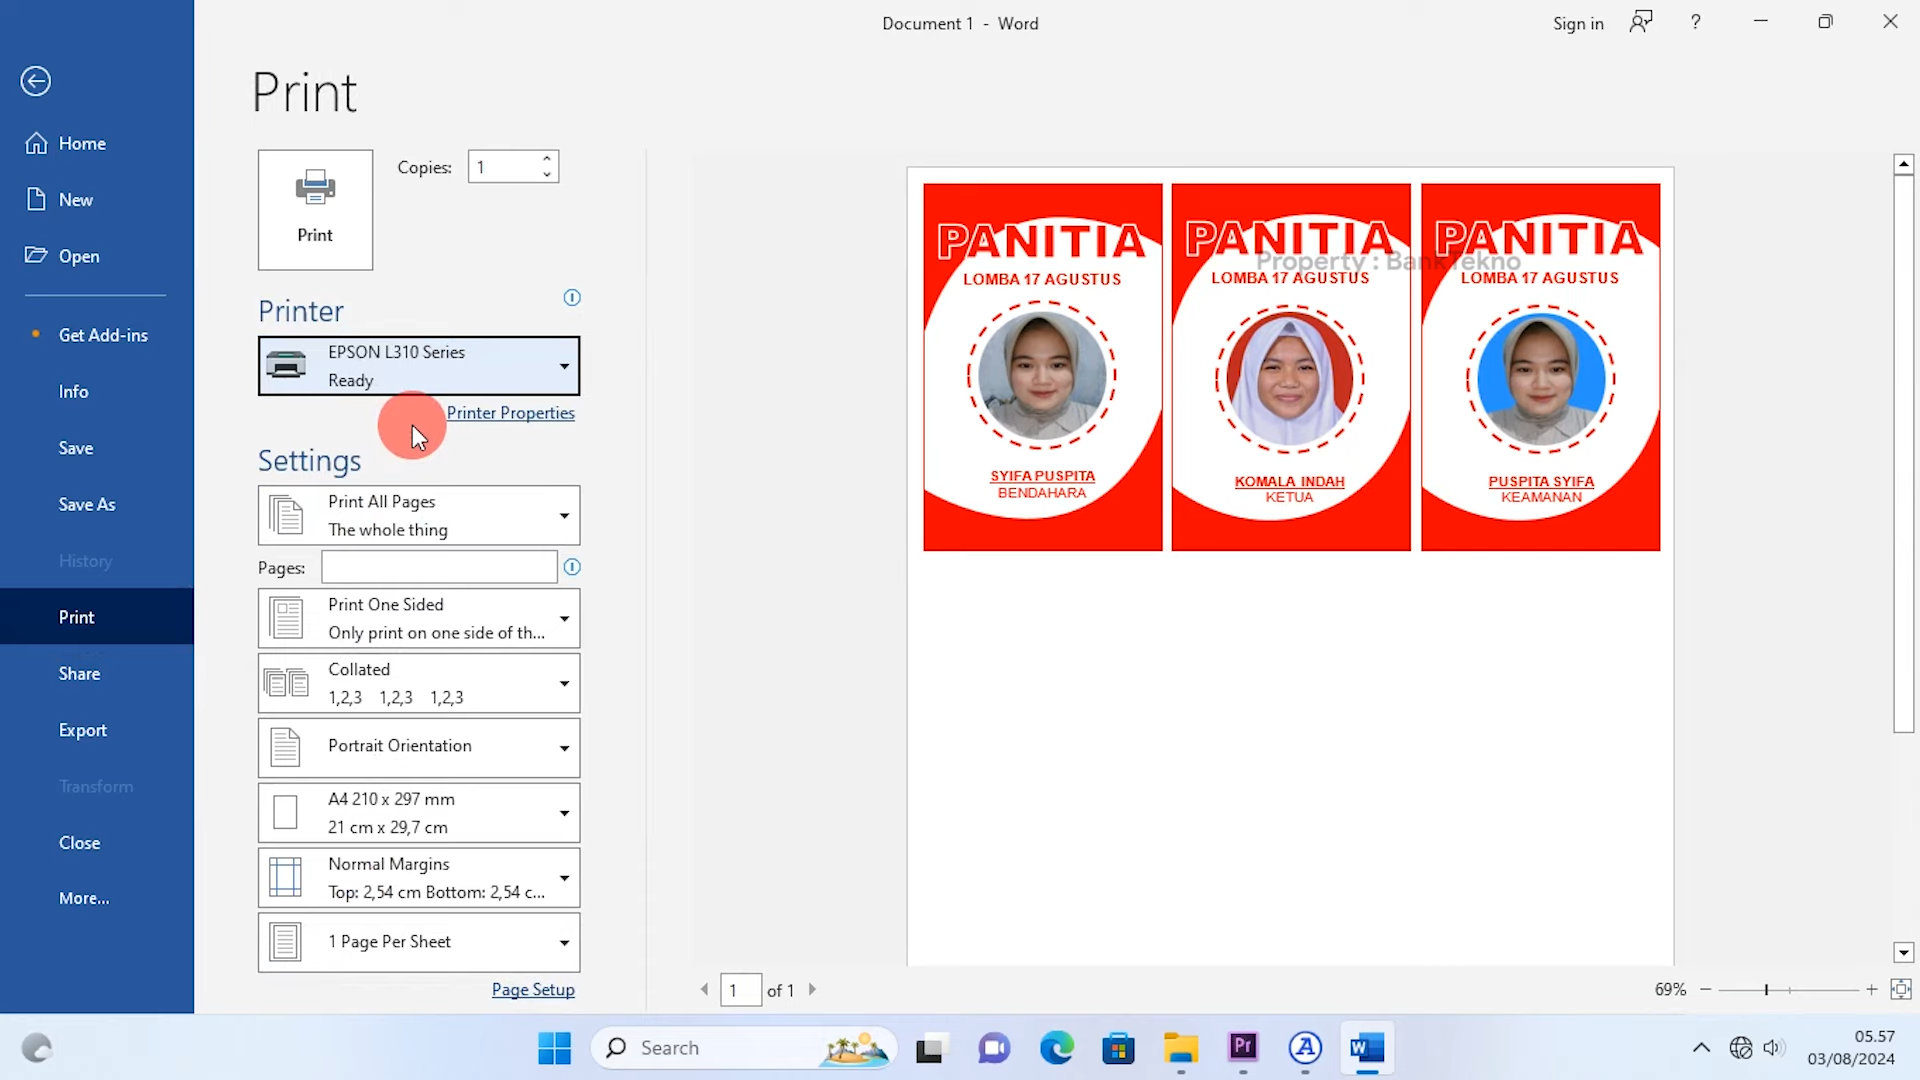 Document 1 - Word
Sign in
?
Print
Home
New
Open
Get Add-ins
Info
Save
Save As
History
Print
Share
Export
Transform
Close
More...
Print
Copies:
1
Printer
EPSON L310 Series
Ready
Printer Properties
Settings
Print All Pages
The whole thing
Pages:
Print One Sided
Only print on one side of th...
Collated
1,2,3 1,2,3 1,2,3
Portrait Orientation
A4 210 x 297 mm
21 cm x 29,7 cm
Normal Margins
Top: 2,54 cm Bottom: 2,54 c...
1 Page Per Sheet
Page Setup
PANITIA
LOMBA 17 AGUSTUS
SYIFA PUSPITA
BENDAHARA
PANITIA
LOMBA 17 AGUSTUS
KOMALA INDAH
KETUA
PANITIA
LOMBA 17 AGUSTUS
PUSPITA SYIFA
KEAMANAN
Property : BankTekno
1 of 1
69%
Search
Pr
A
W
05.57
03/08/2024